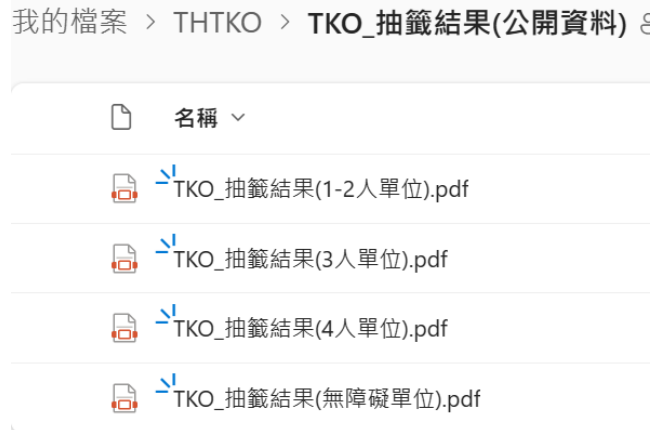 我的檔案 > THTKO > TKO_抽籤結果(公開資料)
名稱
TKO_抽籤結果(1-2人單位).pdf
TKO_抽籤結果(3人單位).pdf
TKO_抽籤結果(4人單位).pdf
TKO_抽籤結果(無障礙單位).pdf